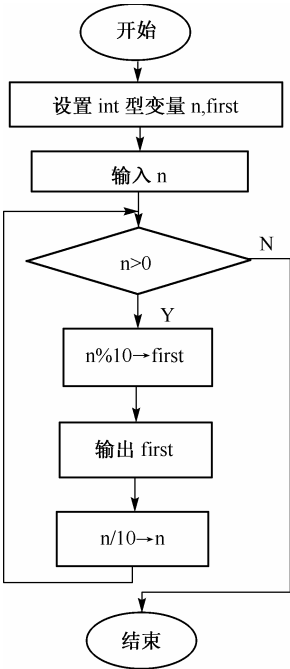 开始
设置 int 型变量 n,first
输入 n
n>0
N
Y
n%10→first
输出 first
n/10→n
结束